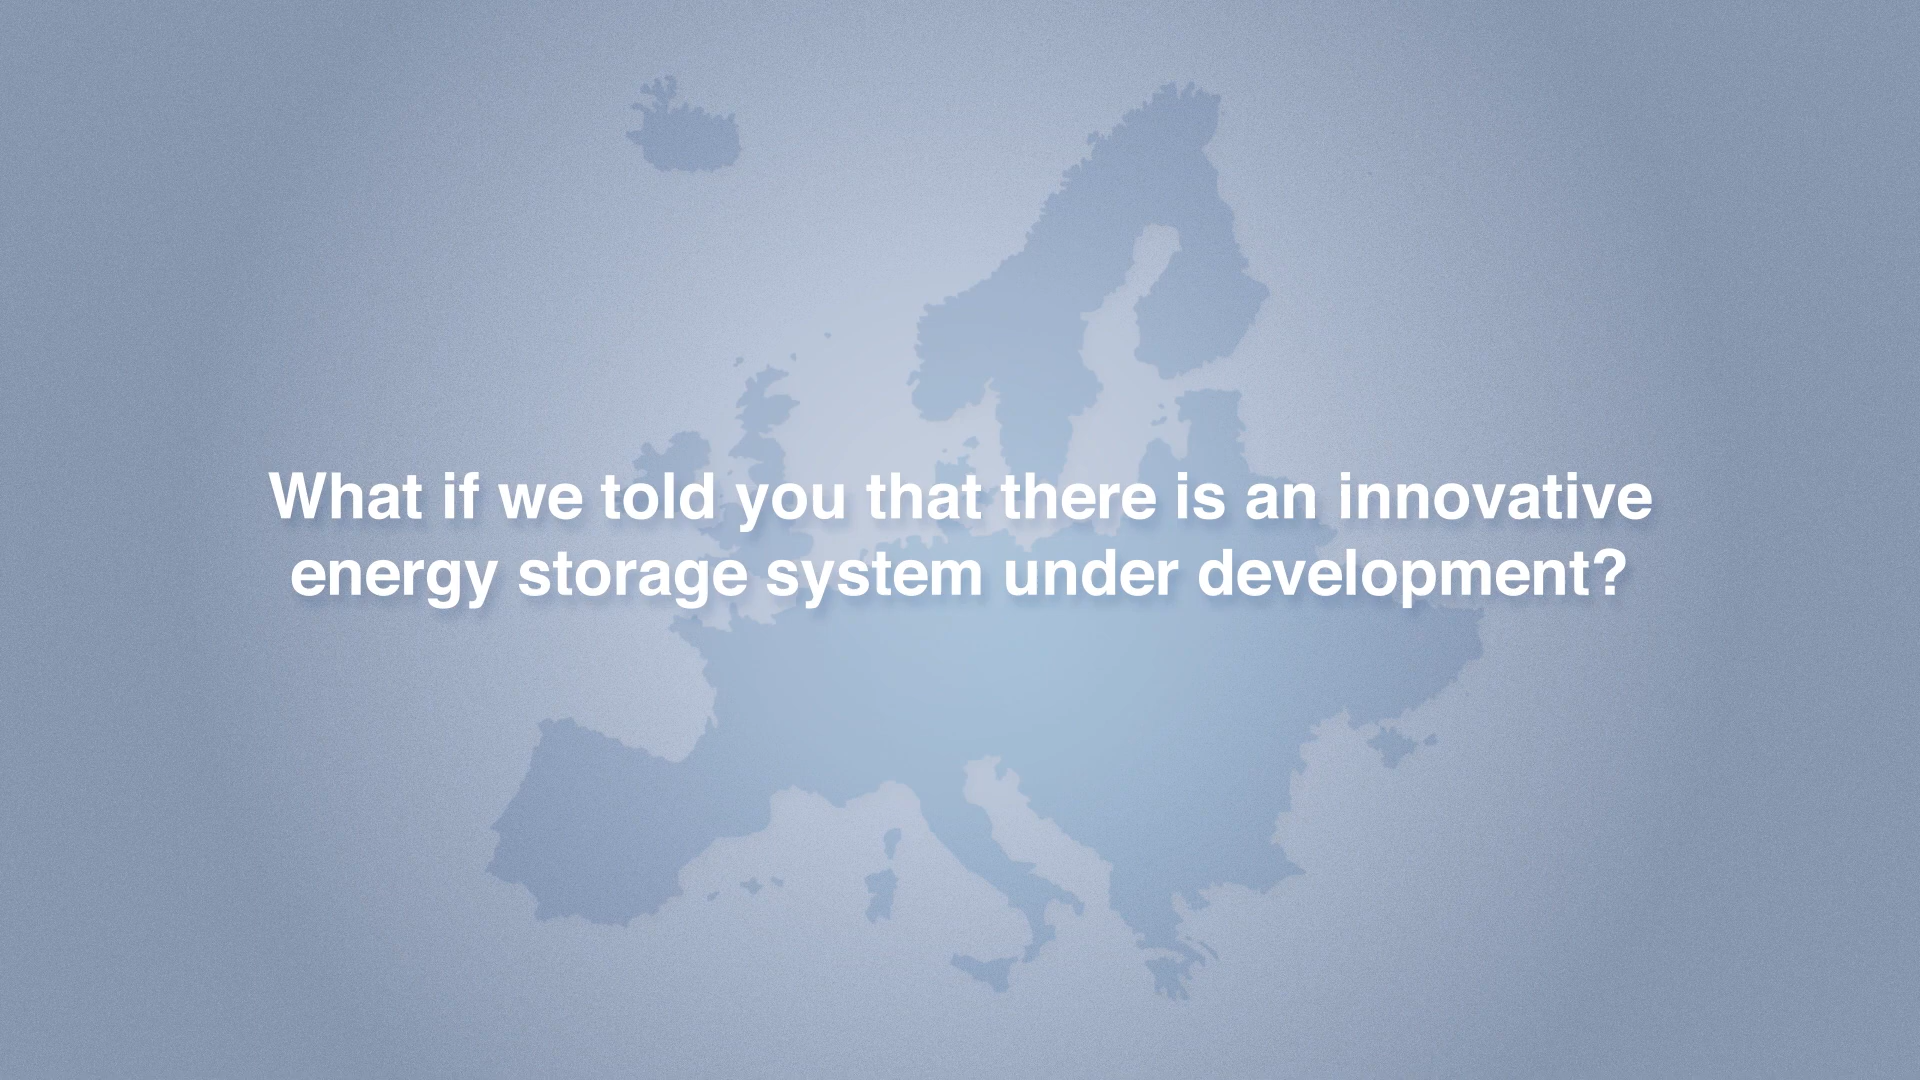 What if we told you that there is an innovative
energy storage system under development?